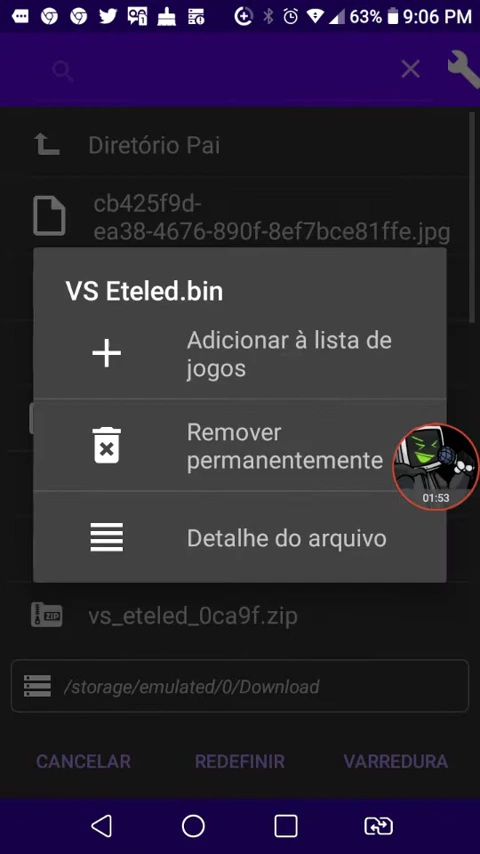 63% 9:06 PM
Diretório Pai
cb425f9d-
ea38-4676-890f-8ef7bce81ffe.jpg
VS Eteled.bin
Adicionar à lista de
jogos
Remover
permanentemente
01:53
Detalhe do arquivo
ZIP
vs_eteled_0ca9f.zip
/storage/emulated/0/Download
CANCELAR REDEFINIR VARREDURA